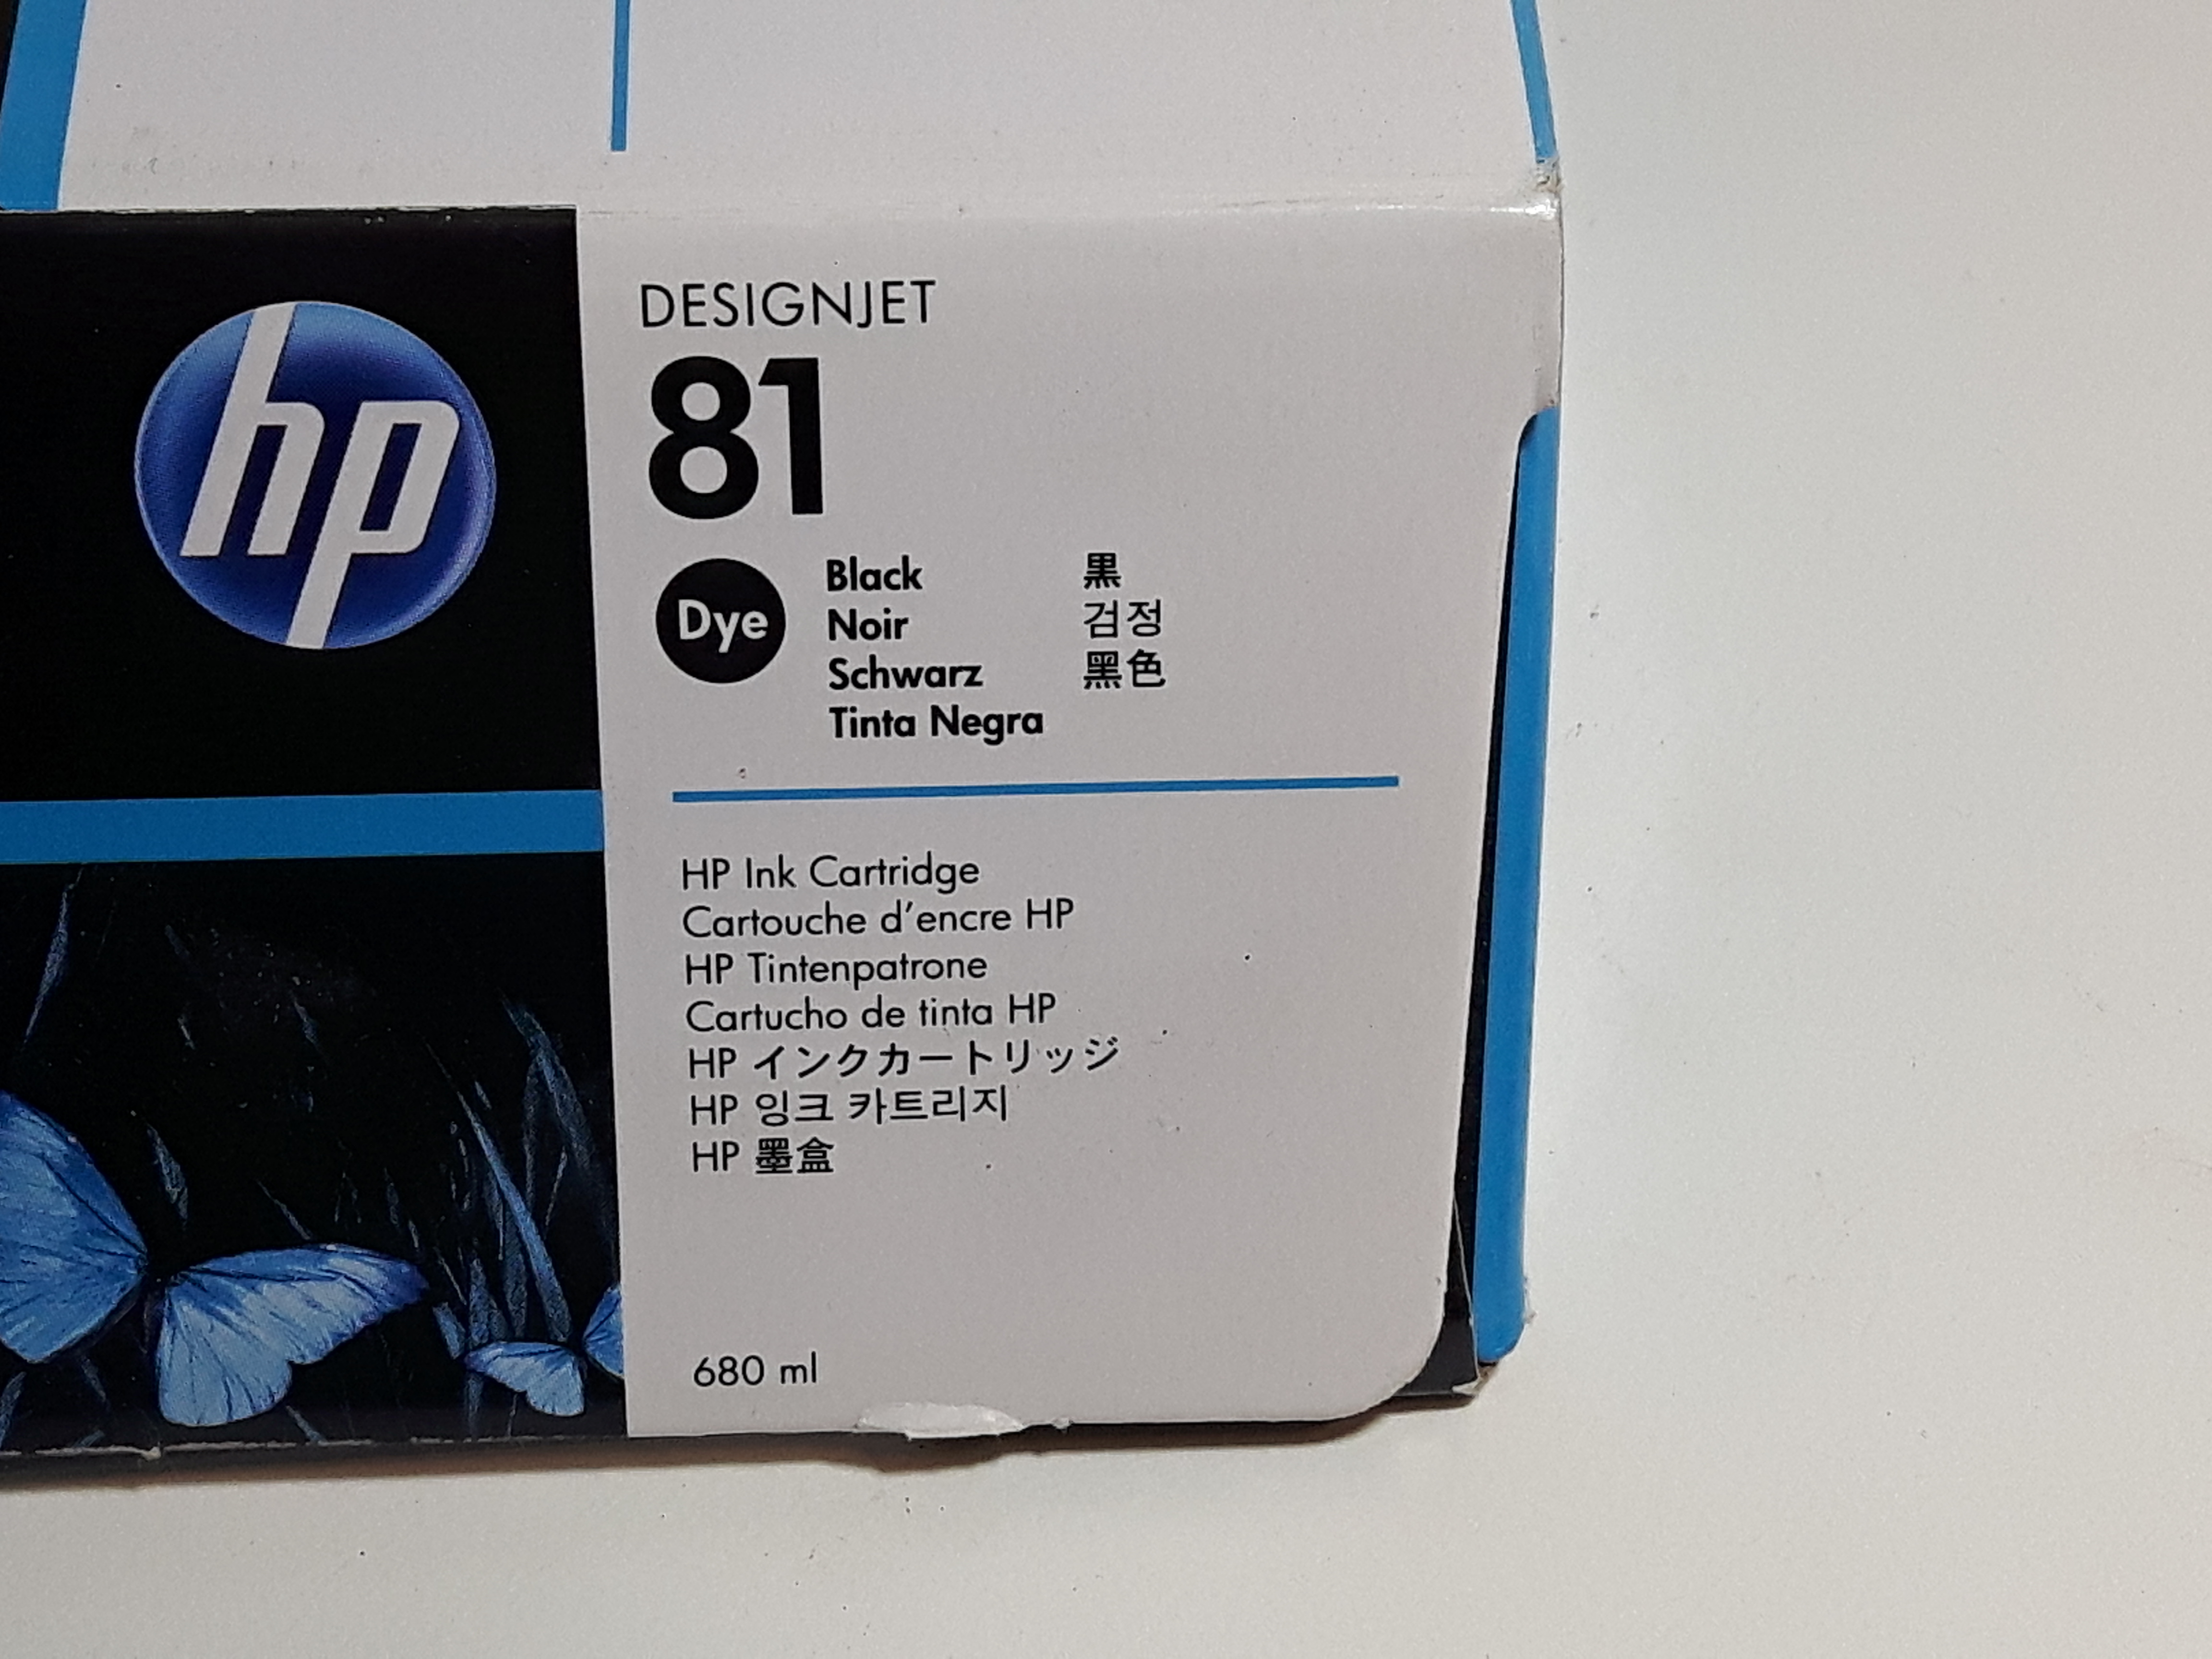 hp
DESIGNJET
81
Dye
Black
Noir
Schwarz
Tinta Negra
黒
검정
黑色
HP Ink Cartridge
Cartouche d'encre HP
HP Tintenpatrone
Cartucho de tinta HP
HP インクカートリッジ
HP 잉크 카트리지
HP 墨盒
680 ml